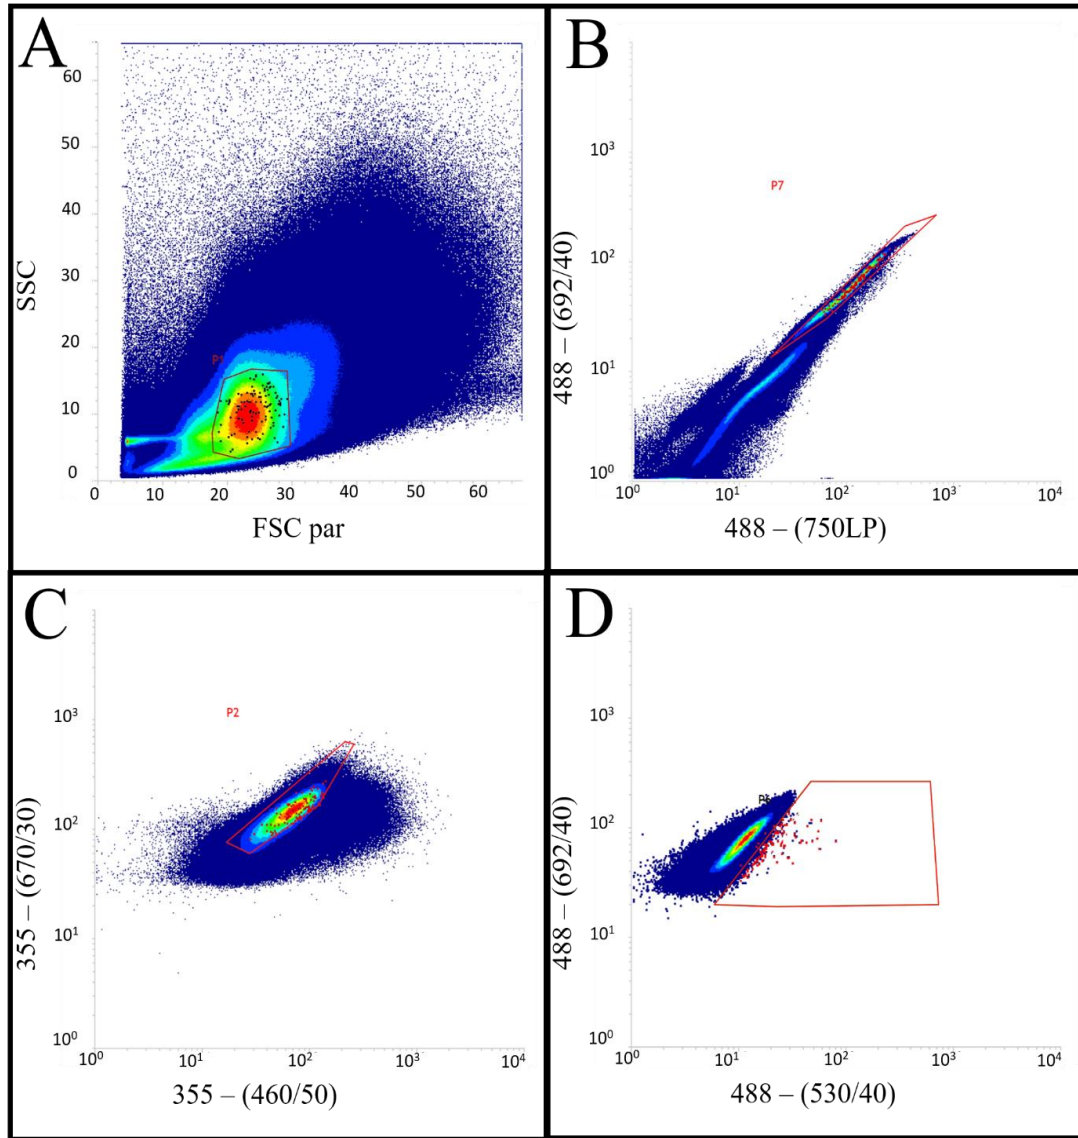 A
SSC
60
50
40
30
20
10
0
P1
0 10 20 30 40 50 60
FSC par
B
488 – (692/40)
10³
10²
10¹
10⁰
P7
10⁰ 10¹ 10² 10³ 10⁴
488 – (750LP)
C
355 – (670/30)
10³
10²
10¹
10⁰
P2
10⁰ 10¹ 10² 10³ 10⁴
355 – (460/50)
D
488 – (692/40)
10³
10²
10¹
10⁰
10⁰ 10¹ 10² 10³ 10⁴
488 – (530/40)